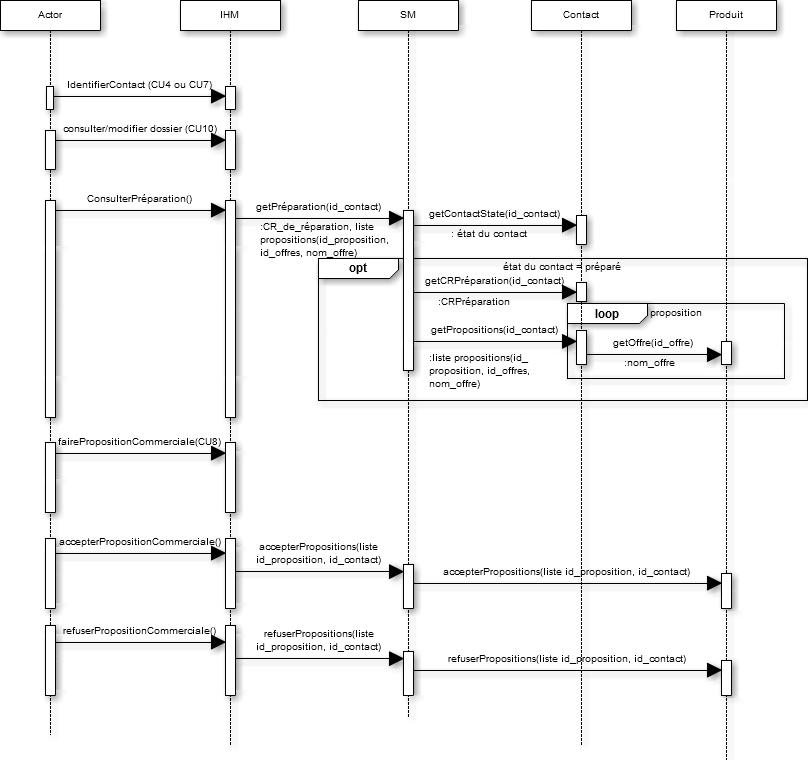 Actor
IHM
SM
Contact
Produit
IdentifierContact (CU4 ou CU7)
consulter/modifier dossier (CU10)
ConsulterPréparation()
getPréparation(id_contact)
:CR_de_réparation, liste
propositions(id_proposition,
id_offres, nom_offre)
getContactState(id_contact)
: état du contact
opt
état du contact = préparé
getCRPréparation(id_contact)
:CRPréparation
loop
proposition
getPropositions(id_contact)
getOffre(id_offre)
:nom_offre
:liste propositions(id_
proposition, id_offres,
nom_offre)
fairePropositionCommerciale(CU8)
accepterPropositionCommerciale()
accepterPropositions(liste
id_proposition, id_contact)
accepterPropositions(liste id_proposition, id_contact)
refuserPropositionCommerciale()
refuserPropositions(liste
id_proposition, id_contact)
refuserPropositions(liste id_proposition, id_contact)